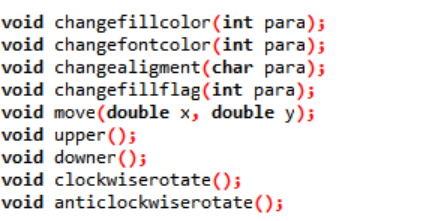 void changefillcolor(int para);
void changefontcolor(int para);
void changealigment(char para);
void changefillflag(int para);
void move(double x, double y);
void upper();
void downer();
void clockwiserotate();
void anticlockwiserotate();